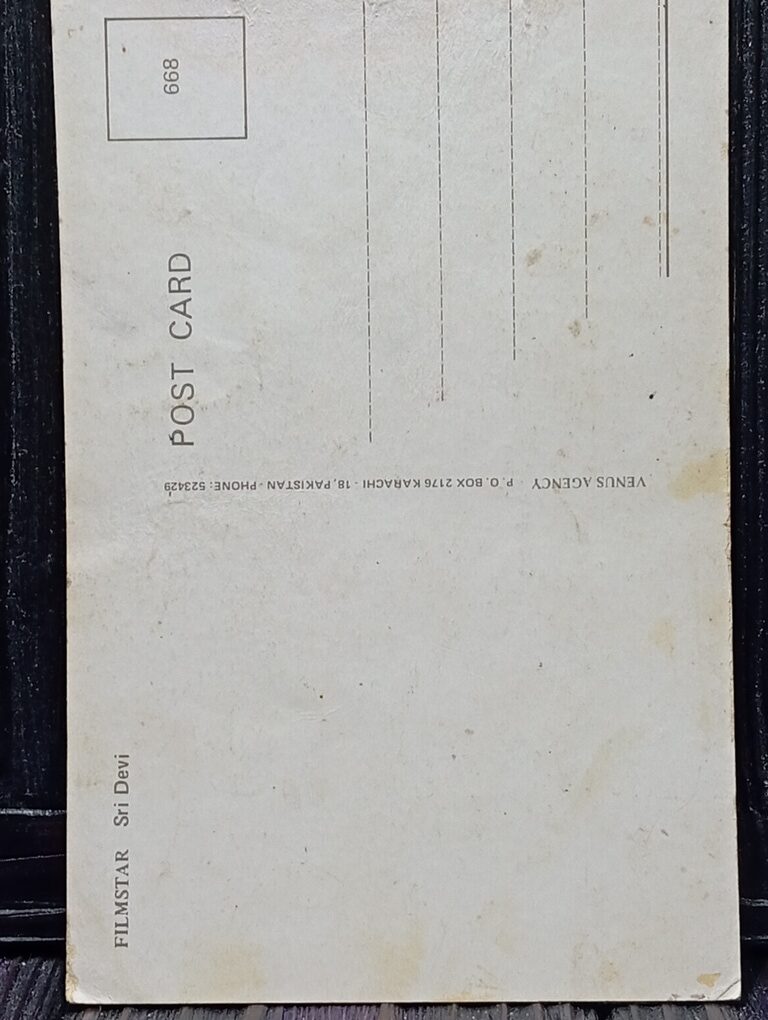 FILMSTAR Sri Devi
POST CARD
668
VENUS AGENCY - P. O. BOX 2176 KARACHI - 18, PAKISTAN - PHONE: 523429